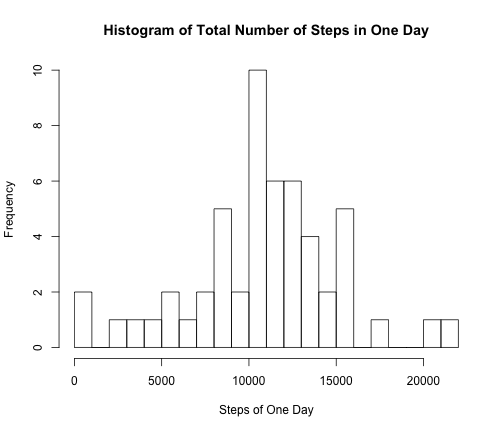 Histogram of Total Number of Steps in One Day
Frequency
10
8
6
4
2
0
0 5000 10000 15000 20000
Steps of One Day